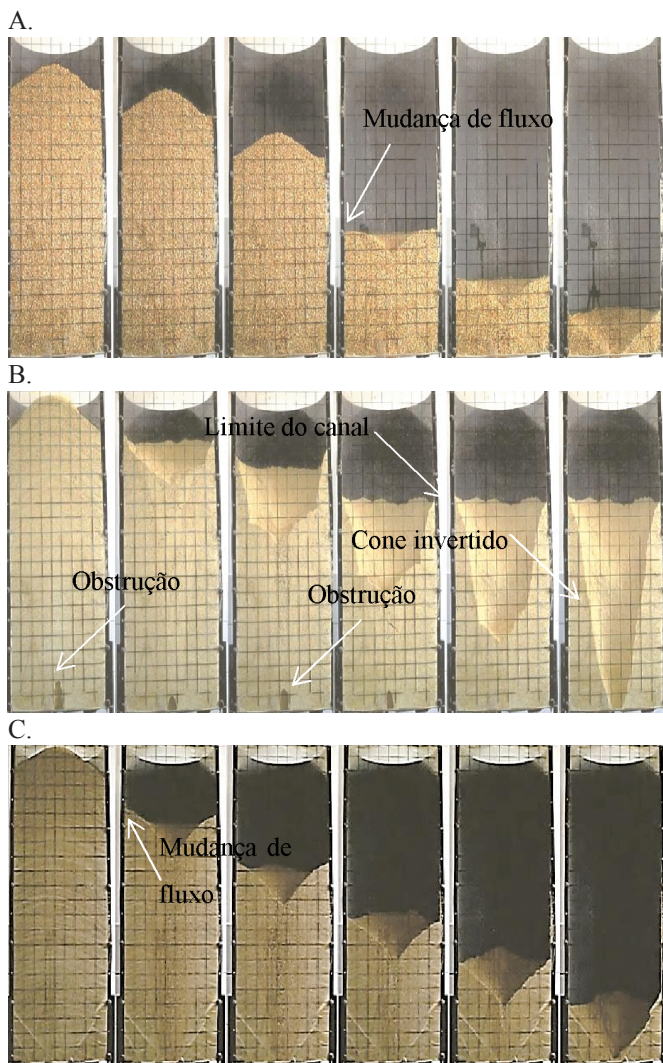 A.
Mudança de fluxo
B.
Limite do canal
Cone invertido
Obstrução
Obstrução
C.
Mudança de
fluxo